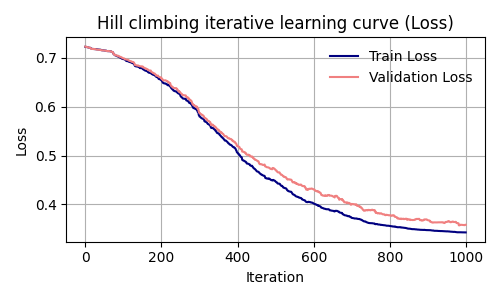 Hill climbing iterative learning curve (Loss)
Train Loss
Validation Loss
0.7
0.6
0.5
0.4
Loss
0 200 400 600 800 1000
Iteration